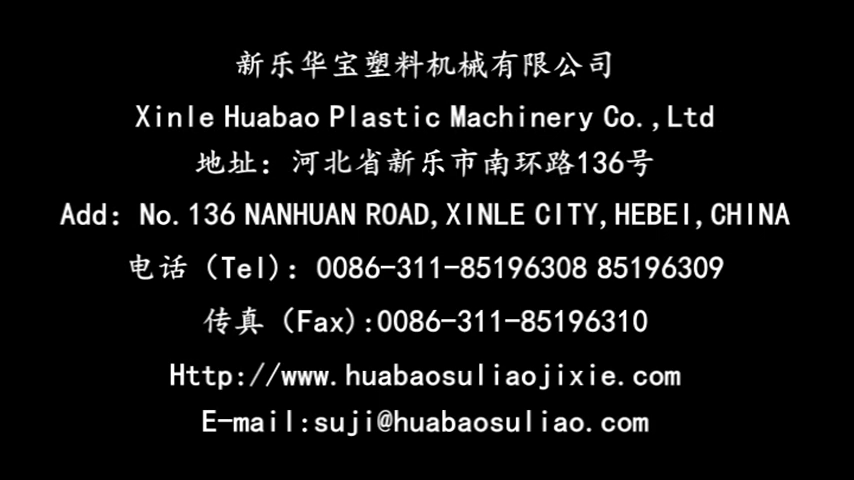 新乐华宝塑料机械有限公司
Xinle Huabao Plastic Machinery Co.,Ltd
地址：河北省新乐市南环路136号
Add: No.136 NANHUAN ROAD,XINLE CITY,HEBEI,CHINA
电话（Tel）：0086-311-85196308 85196309
传真（Fax):0086-311-85196310
Http://www.huabaosuliaojixie.com
E-mail:suji@huabaosuliao.com